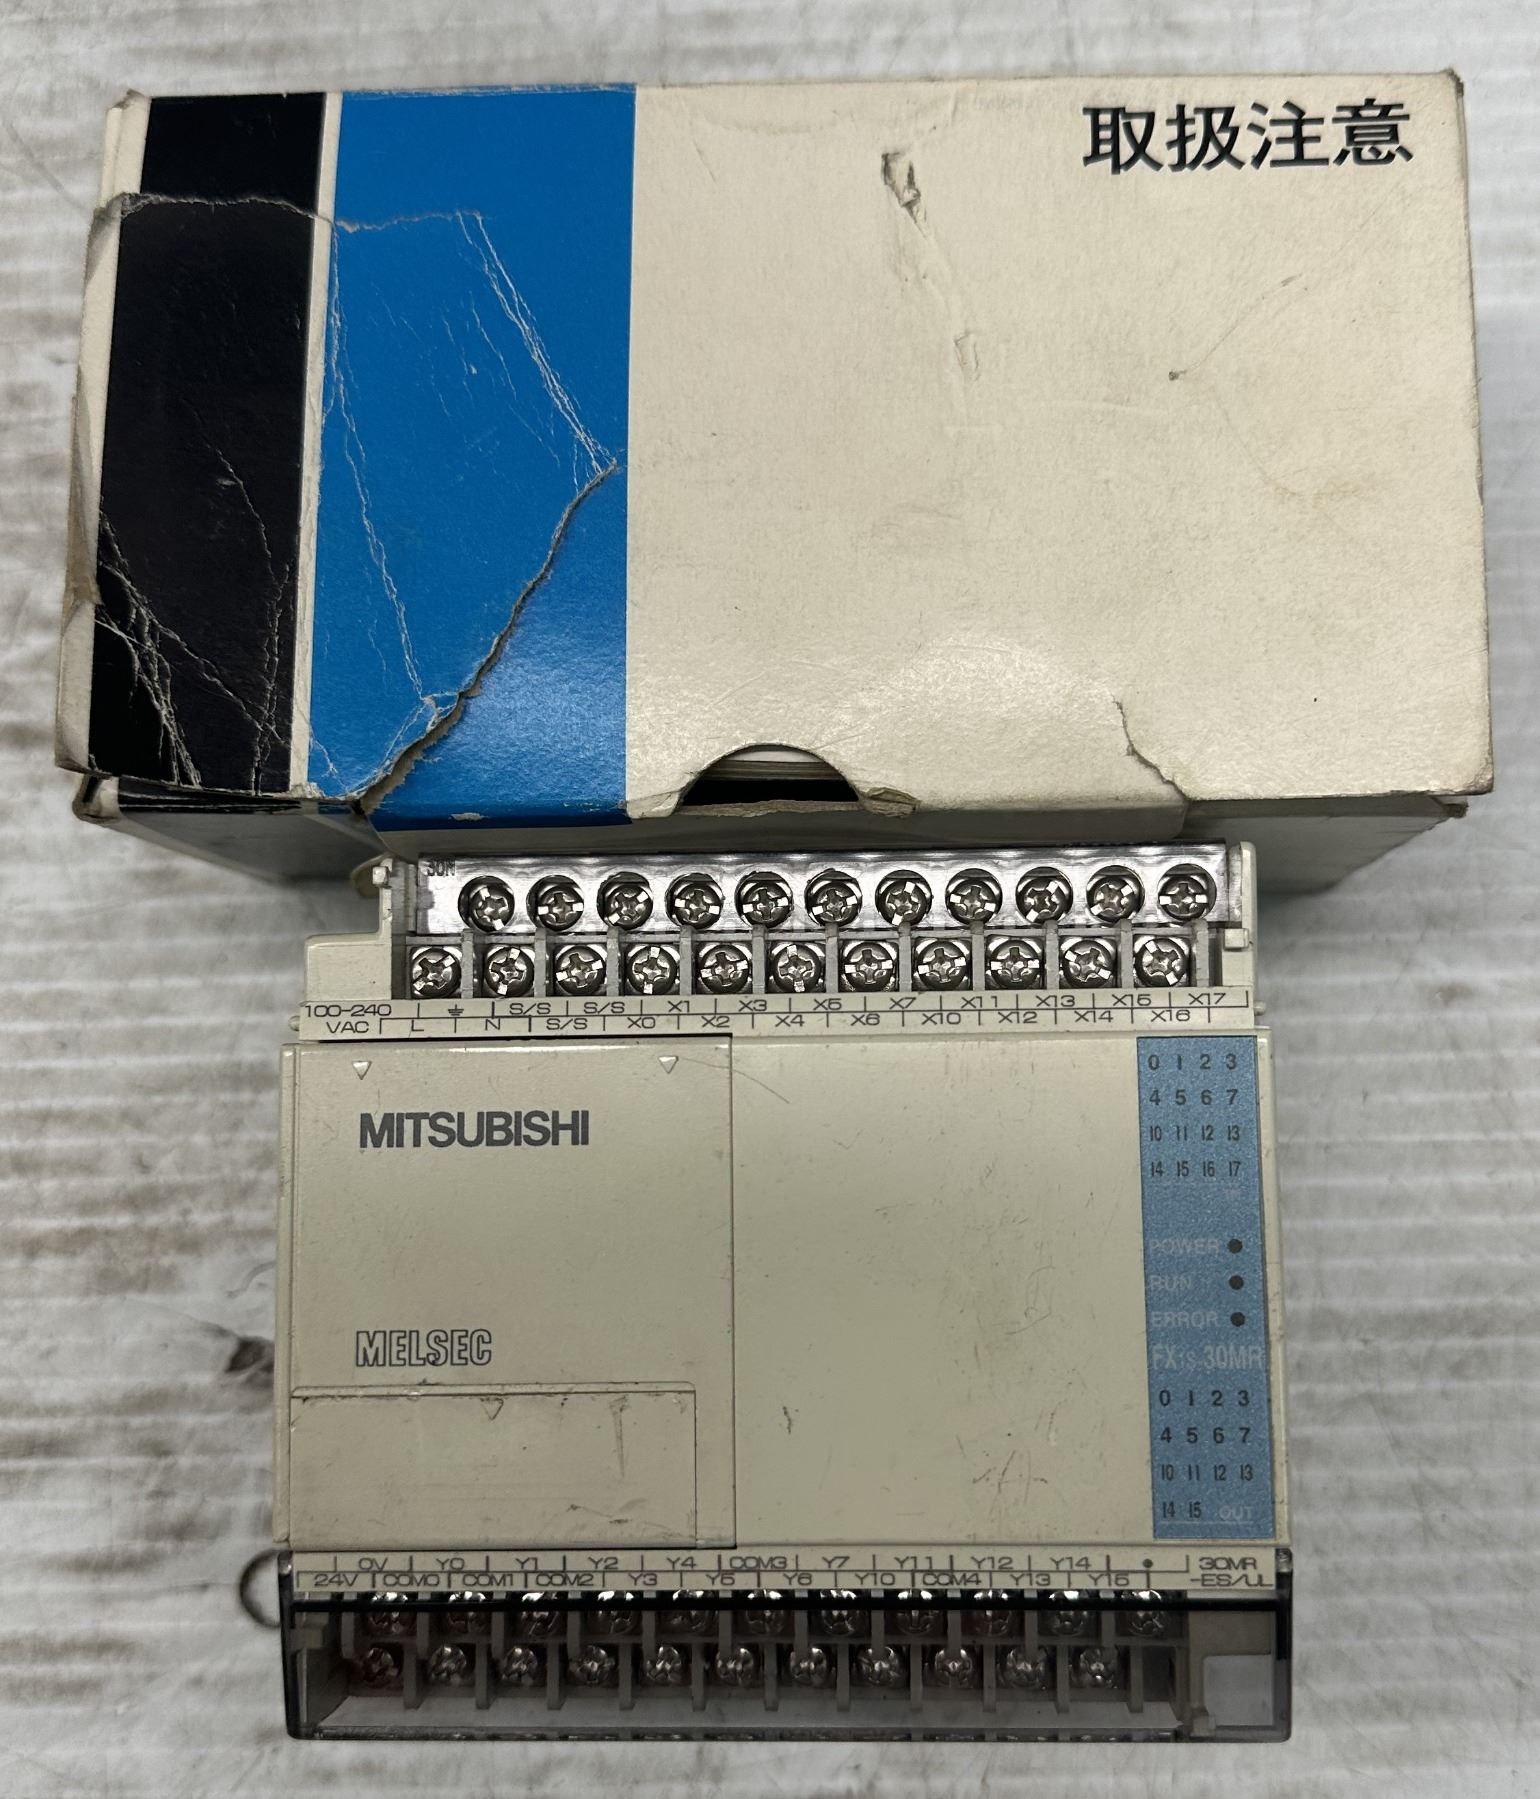 取扱注意
30M
100-240 ⏚ S/S S/S X1 X3 X5 X7 X11 X13 X15 X17
VAC L N S/S X0 X2 X4 X6 X10 X12 X14 X16
MITSUBISHI
MELSEC
0 1 2 3
4 5 6 7
10 11 12 13
14 15 16 17
IN
POWER
RUN
ERROR
FX1S-30MR
0 1 2 3
4 5 6 7
10 11 12 13
14 15 OUT
0V Y0 Y1 Y2 Y4 COM3 Y7 Y11 Y12 Y14 • 30MR
24V COM0 COM1 COM2 Y3 Y5 Y6 Y10 COM4 Y13 Y15 -ES/UL